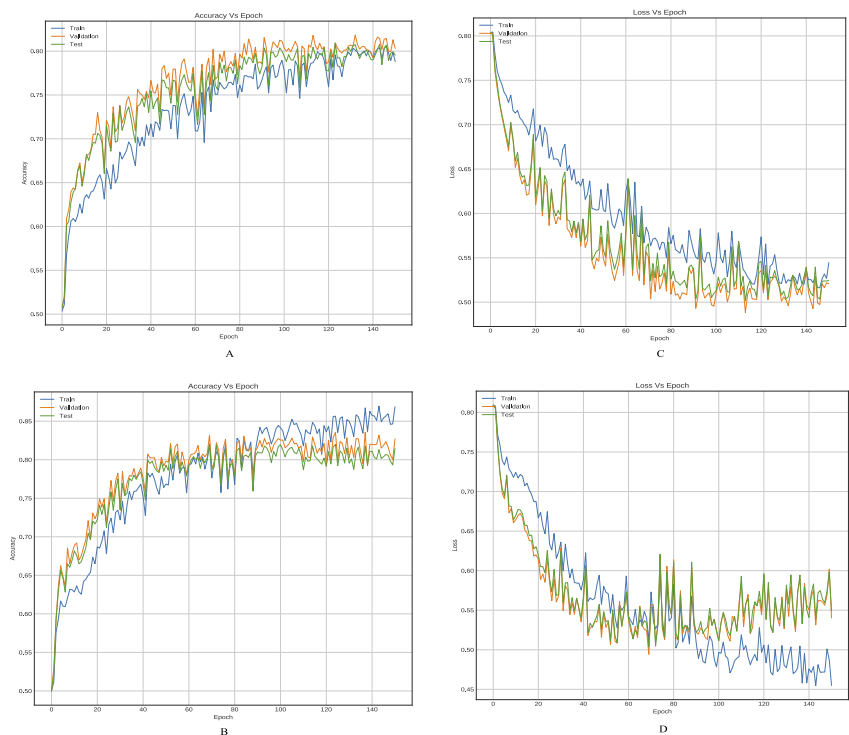 Accuracy Vs Epoch
Train
Validation
Test
0.80
0.75
0.70
0.65
0.60
0.55
0.50
Accuracy
0 20 40 60 80 100 120 140
Epoch
A
Loss Vs Epoch
Train
Validation
Test
0.80
0.70
0.65
0.60
0.55
0.50
Loss
0 20 40 60 80 100 120 140
Epoch
C
Accuracy Vs Epoch
Train
Validation
Test
0.85
0.80
0.75
0.70
0.65
0.60
0.55
0.50
Accuracy
0 20 40 60 80 100 120 140
Epoch
B
Loss Vs Epoch
Train
Validation
Test
0.80
0.70
0.65
0.60
0.55
0.50
0.45
Loss
0 20 40 60 80 100 120 140
Epoch
D